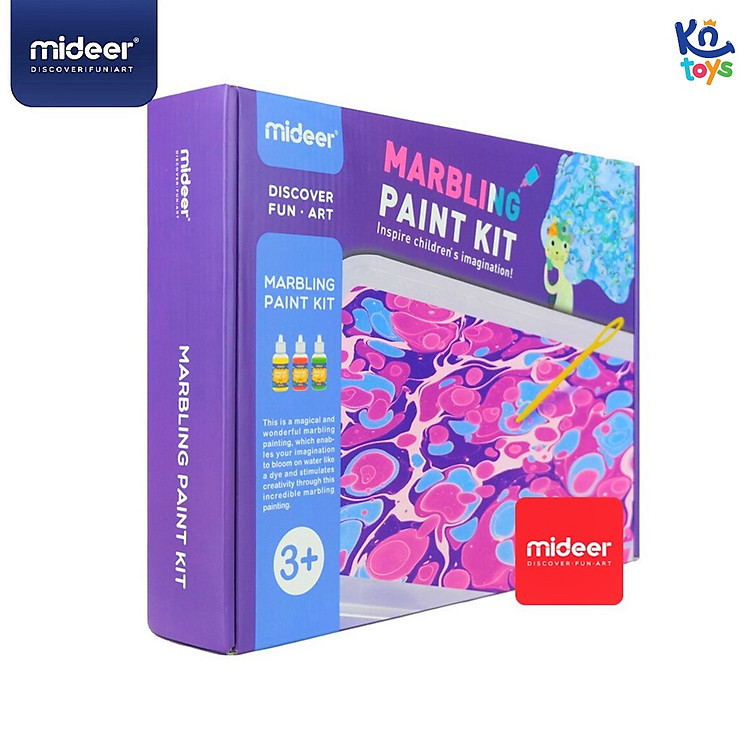 mideer®
DISCOVER|FUN|ART
Kn
toys
mideer®
DISCOVER·FUN·ART
MARBLING PAINT KIT
mideer®
DISCOVER
FUN · ART
MARBLING
PAINT KIT
This is a magical and
wonderful marbling
painting, which enab-
les your imagination
to bloom on water like
a dye and stimulates
creativity through this
incredible marbling
painting.
3+
MARBLING
PAINT KIT
Inspire children's imagination!
mideer
DISCOVER·FUN·ART